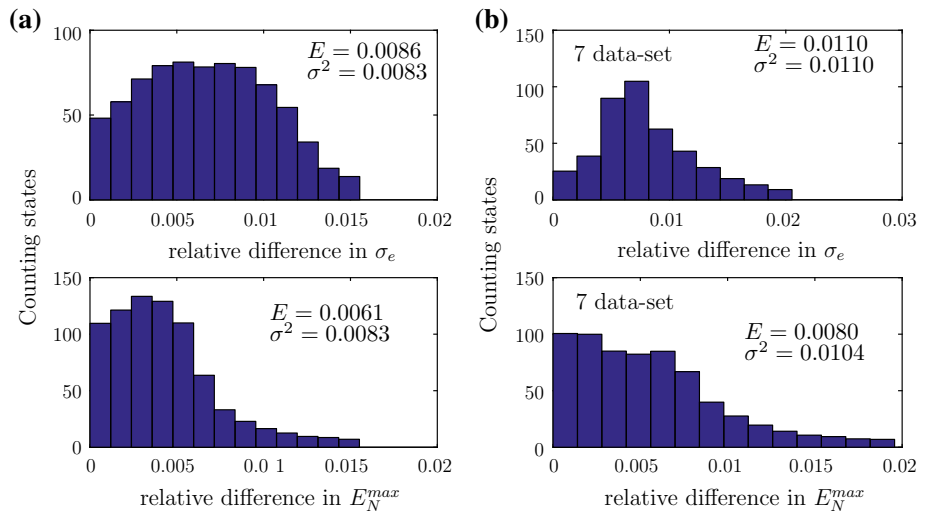 (a)
Counting states
100
50
0
E = 0.0086
σ² = 0.0083
0 0.005 0.01 0.015 0.02
relative difference in σ_e
150
100
50
0
E = 0.0061
σ² = 0.0083
0 0.005 0.0 1 0.015 0.02
relative difference in E_N^max
(b)
Counting states
150
100
50
0
7 data-set
E = 0.0110
σ² = 0.0110
0 0.01 0.02 0.03
relative difference in σ_e
150
100
50
0
7 data-set
E = 0.0080
σ² = 0.0104
0 0.005 0.01 0.015 0.02
relative difference in E_N^max